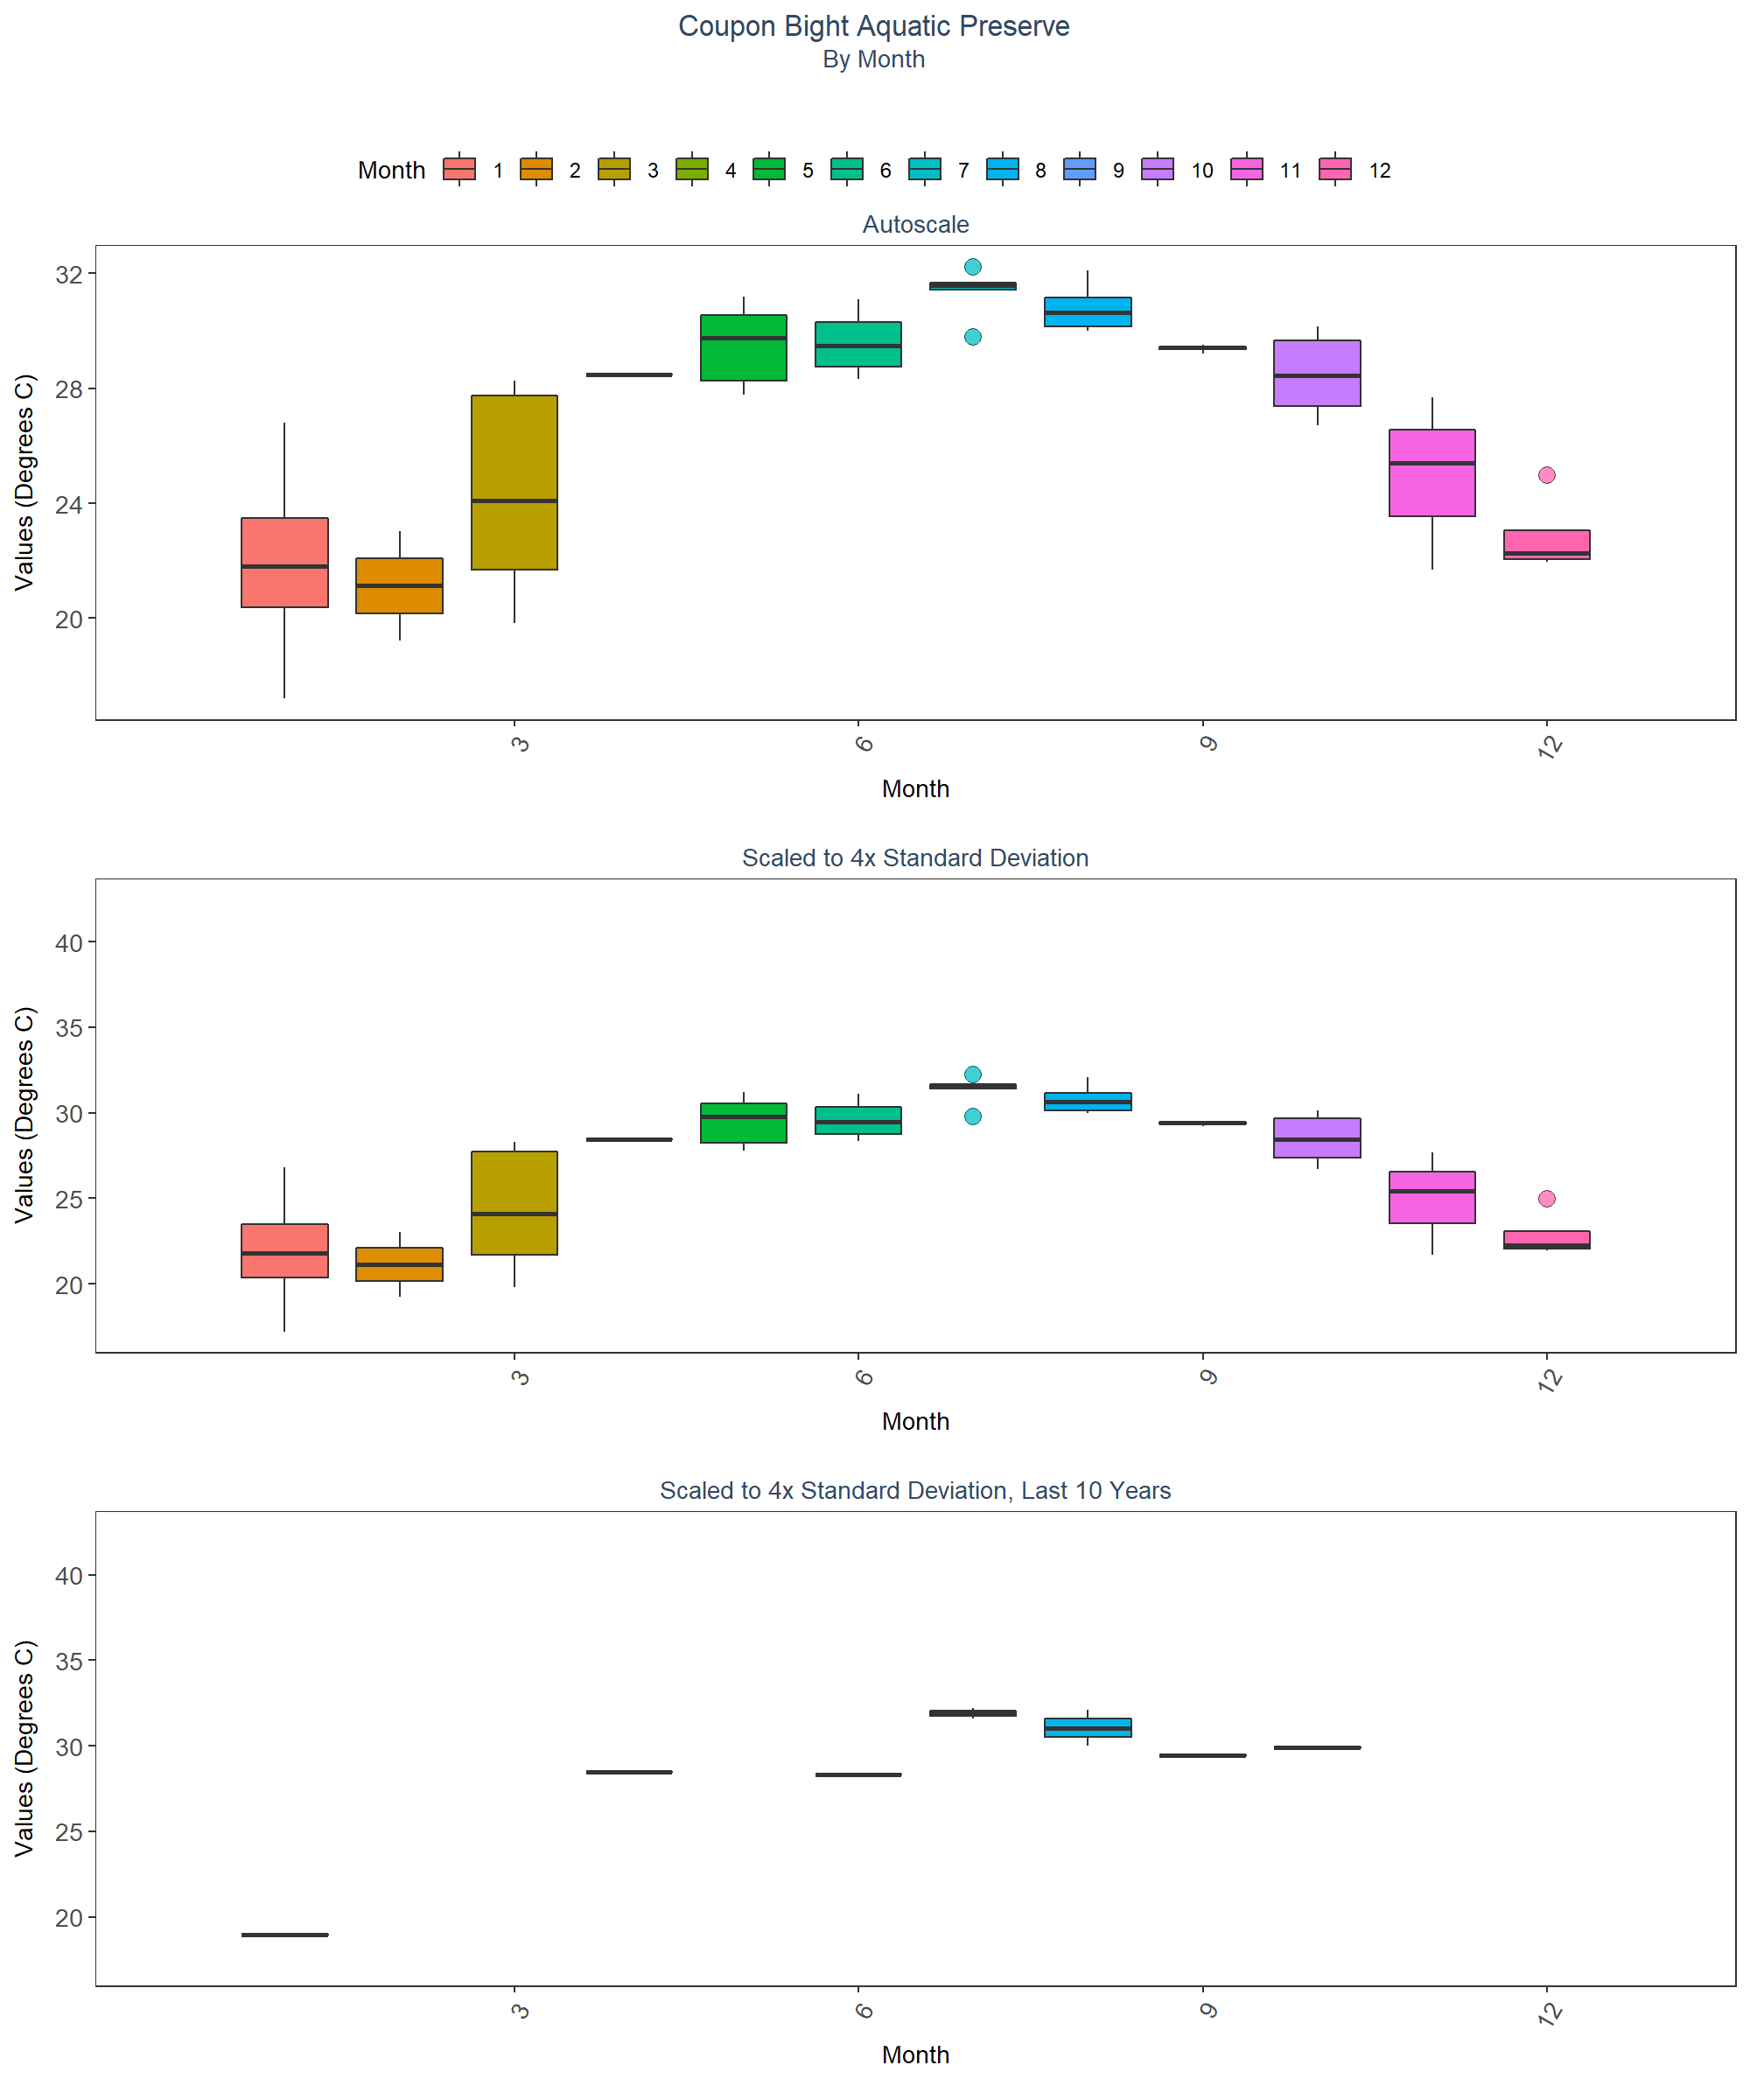 Coupon Bight Aquatic Preserve
By Month
Month 1 2 3 4 5 6 7 8 9 10 11 12
Autoscale
Values (Degrees C)
32
28
24
20
3 6 9 12
Month
Scaled to 4x Standard Deviation
Values (Degrees C)
40
35
30
25
20
3 6 9 12
Month
Scaled to 4x Standard Deviation, Last 10 Years
Values (Degrees C)
40
35
30
25
20
3 6 9 12
Month